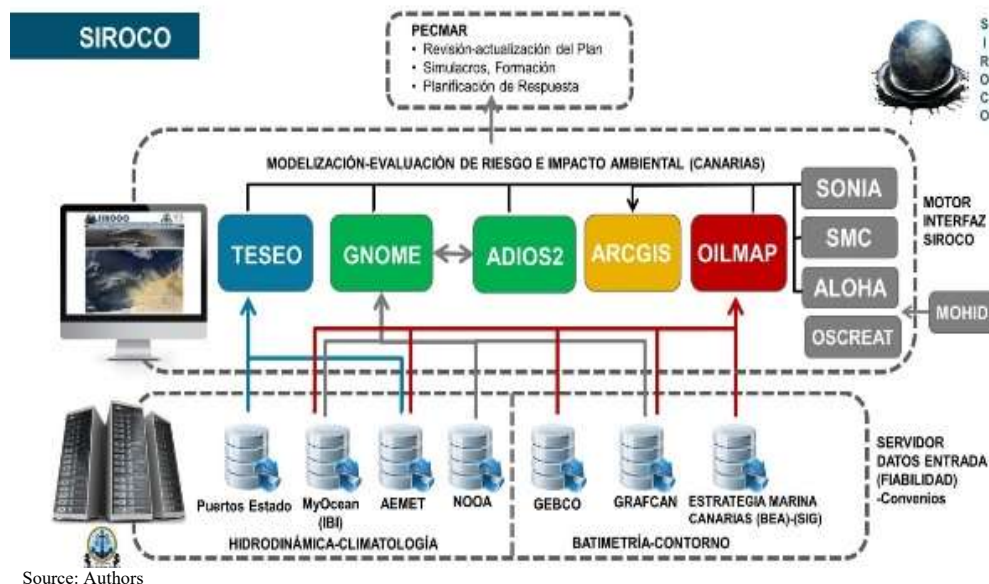 SIROCO
PECMAR
• Revisión-actualización del Plan
• Simulacros, Formación
• Planificación de Respuesta
S
I
R
O
C
O
MODELIZACIÓN-EVALUACIÓN DE RIESGO E IMPACTO AMBIENTAL (CANARIAS)
SIROCO
TESEO
GNOME
ADIOS2
ARCGIS
OILMAP
SONIA
SMC
ALOHA
OSCREAT
MOTOR
INTERFAZ
SIROCO
MOHID
Puertos Estado
MyOcean
(IBI)
AEMET
NOOA
GEBCO
GRAFCAN
ESTRATEGIA MARINA
CANARIAS (BEA)-(SIG)
HIDRODINÁMICA-CLIMATOLOGÍA
BATIMETRÍA-CONTORNO
SERVIDOR
DATOS ENTRADA
(FIABILIDAD)
-Convenios
Source: Authors